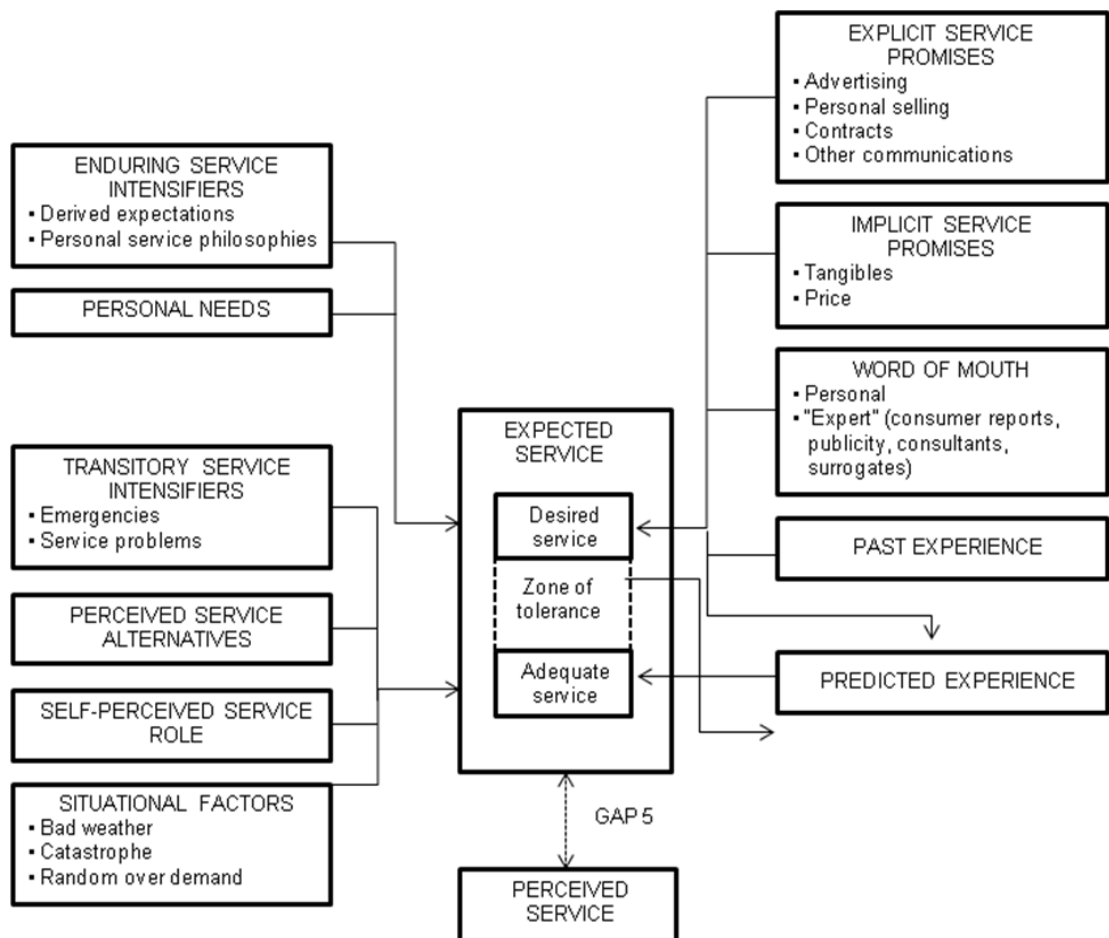 ENDURING SERVICE
INTENSIFIERS
▪ Derived expectations
▪ Personal service philosophies
PERSONAL NEEDS
TRANSITORY SERVICE
INTENSIFIERS
▪ Emergencies
▪ Service problems
PERCEIVED SERVICE
ALTERNATIVES
SELF-PERCEIVED SERVICE
ROLE
SITUATIONAL FACTORS
▪ Bad weather
▪ Catastrophe
▪ Random over demand
EXPECTED
SERVICE
Desired
service
Zone of
tolerance
Adequate
service
GAP 5
PERCEIVED
SERVICE
EXPLICIT SERVICE
PROMISES
▪ Advertising
▪ Personal selling
▪ Contracts
▪ Other communications
IMPLICIT SERVICE
PROMISES
▪ Tangibles
▪ Price
WORD OF MOUTH
▪ Personal
▪ "Expert" (consumer reports,
publicity, consultants,
surrogates)
PAST EXPERIENCE
PREDICTED EXPERIENCE